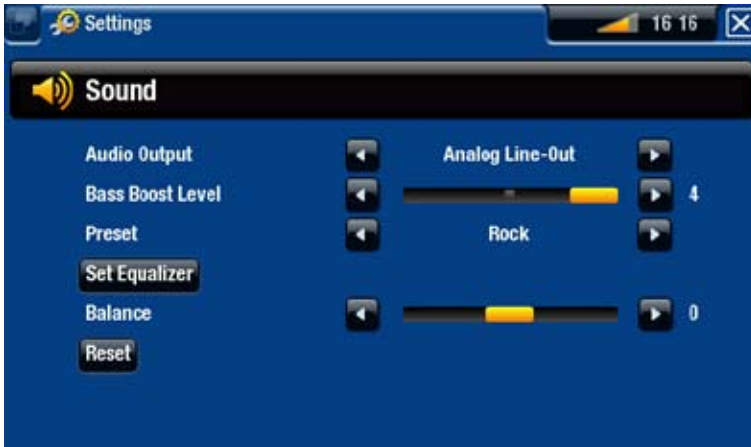 Settings 16 16
Sound
Audio Output Analog Line-Out
Bass Boost Level 4
Preset Rock
Set Equalizer
Balance 0
Reset